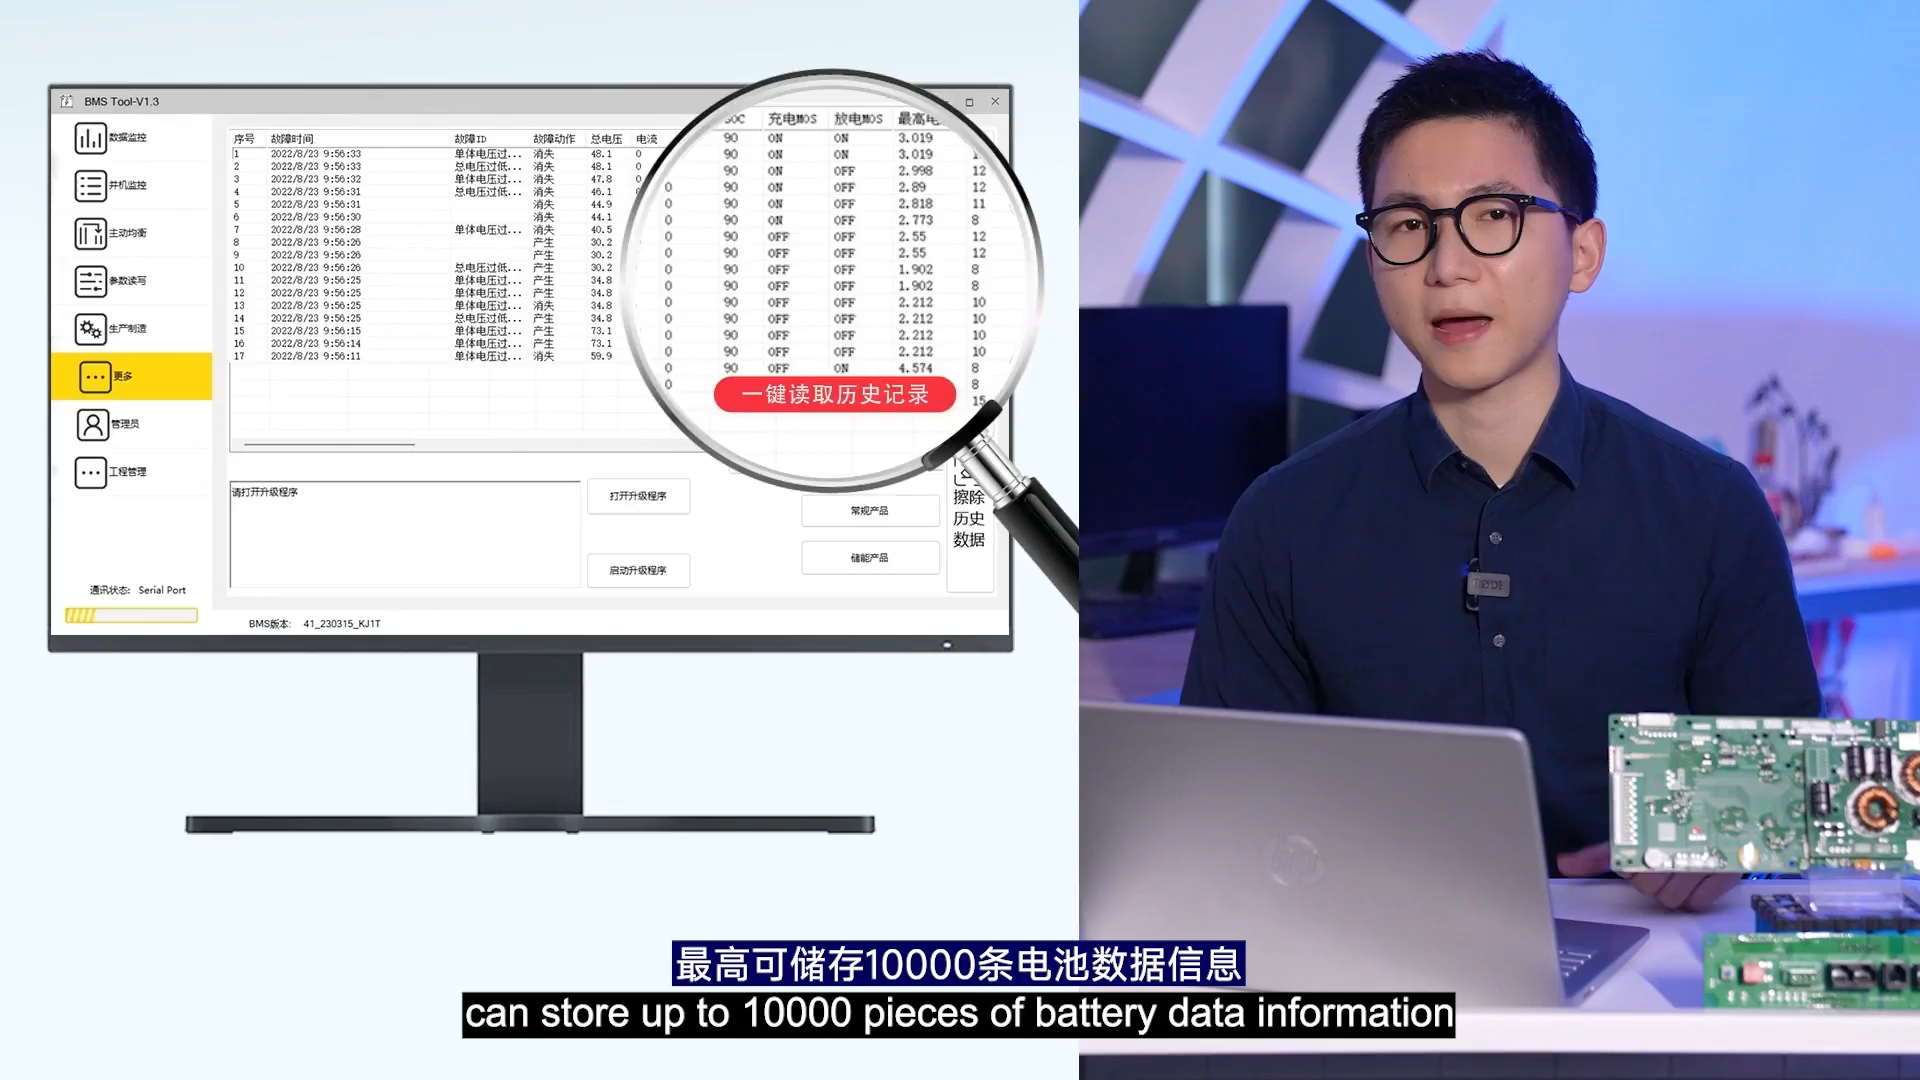 BMS Tool-V1.3
数据监控
并机监控
主动均衡
参数读写
生产制造
更多
管理员
工程管理
通讯状态: Serial Port
序号 故障时间 故障ID 故障动作 总电压 电流
1 2022/8/23 9:56:33 单体电压过... 消失 48.1 0
2 2022/8/23 9:56:33 总电压过低... 消失 48.1 0
3 2022/8/23 9:56:32 单体电压过... 消失 47.8 0
4 2022/8/23 9:56:31 总电压过低... 消失 46.1 0
5 2022/8/23 9:56:31 消失 44.9
6 2022/8/23 9:56:30 消失 44.1
7 2022/8/23 9:56:28 单体电压过... 消失 40.5
8 2022/8/23 9:56:26 产生 30.2
9 2022/8/23 9:56:26 产生 30.2
10 2022/8/23 9:56:26 总电压过低... 产生 30.2
11 2022/8/23 9:56:25 单体电压过... 产生 34.8
12 2022/8/23 9:56:25 单体电压过... 产生 34.8
13 2022/8/23 9:56:25 单体电压过... 消失 34.8
14 2022/8/23 9:56:25 总电压过低... 产生 34.8
15 2022/8/23 9:56:15 单体电压过... 产生 73.1
16 2022/8/23 9:56:14 单体电压过... 产生 73.1
17 2022/8/23 9:56:11 单体电压过... 消失 59.9
SOC 充电MOS 放电MOS 最高电
90 ON ON 3.019
90 ON ON 3.019
90 ON OFF 2.998 12
0 90 ON OFF 2.89 12
0 90 ON OFF 2.818 11
0 90 ON OFF 2.773 8
0 90 OFF OFF 2.55 12
0 90 OFF OFF 2.55 12
0 90 OFF OFF 1.902 8
0 90 OFF OFF 1.902 8
0 90 OFF OFF 2.212 10
0 90 OFF OFF 2.212 10
0 90 OFF OFF 2.212 10
0 90 OFF OFF 2.212 10
0 90 OFF ON 4.574 8
0 8
15
一键读取历史记录
请打开升级程序
打开升级程序
启动升级程序
常规产品
储能产品
擦除
历史
数据
BMS版本: 41_230315_KJ1T
RØDE
hp
最高可储存10000条电池数据信息
can store up to 10000 pieces of battery data information